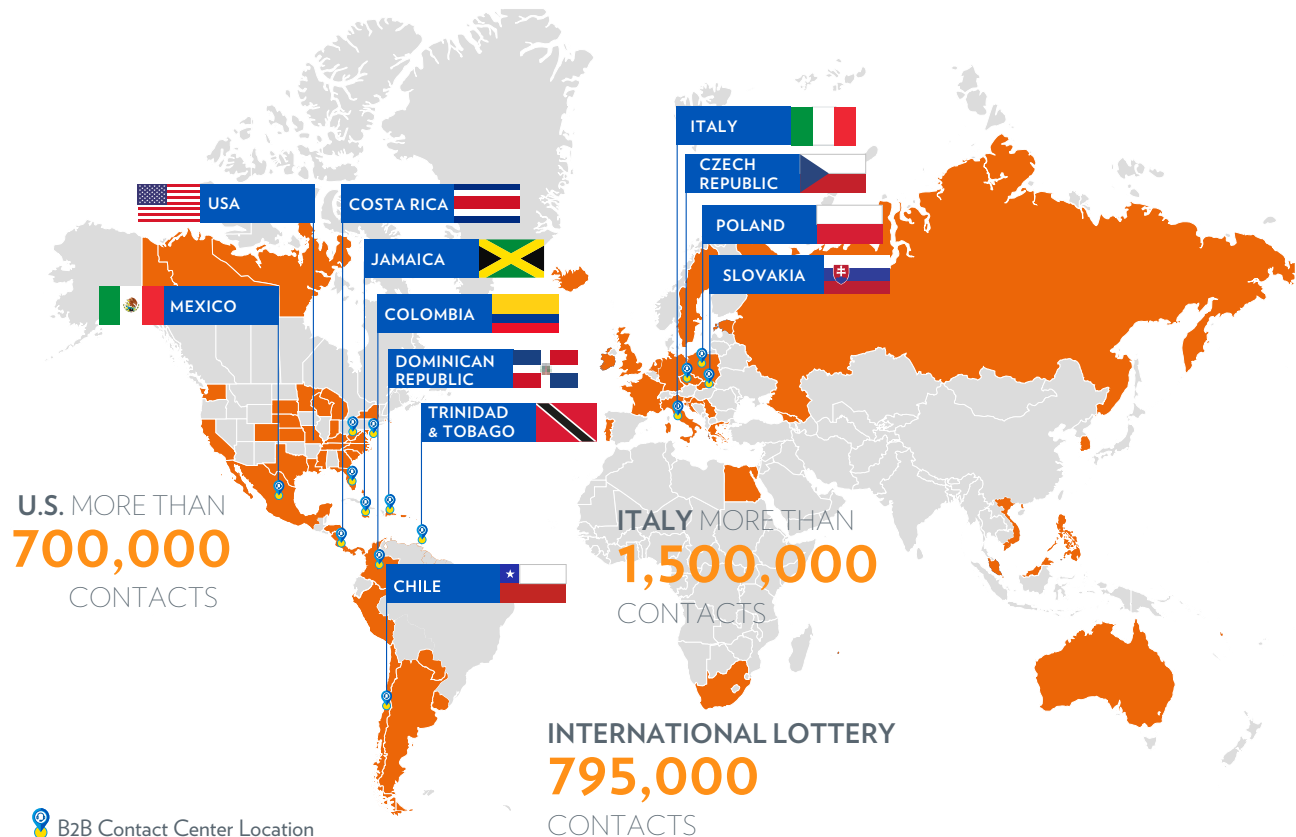 ITALY
CZECH
REPUBLIC
USA
COSTA RICA
POLAND
JAMAICA
SLOVAKIA
MEXICO
COLOMBIA
DOMINICAN
REPUBLIC
TRINIDAD
& TOBAGO
U.S. MORE THAN
700,000
CONTACTS
ITALY MORE THAN
1,500,000
CONTACTS
CHILE
INTERNATIONAL LOTTERY
795,000
CONTACTS
B2B Contact Center Location